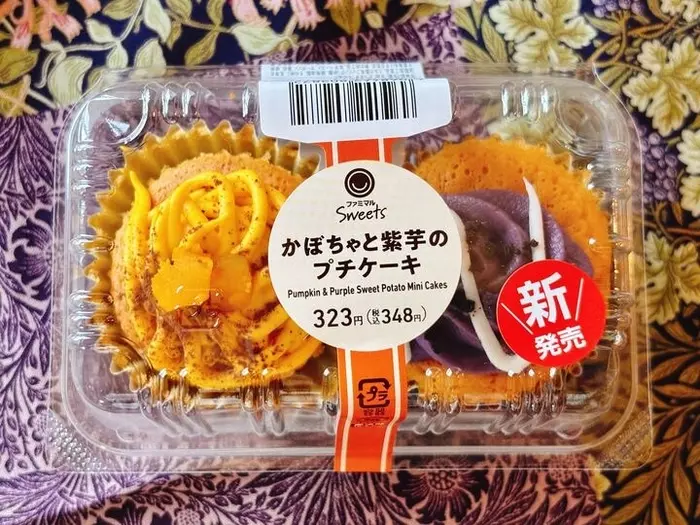 ファミマル
Sweets
かぼちゃと紫芋の
プチケーキ
Pumpkin & Purple Sweet Potato Mini Cakes
323円(税込348円)
新
発売
プラ
容器